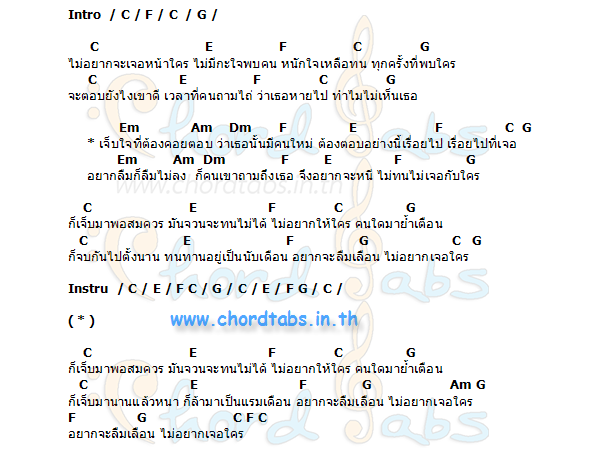 Intro / C / F / C / G /
C E F C G
ไม่อยากจะเจอหน้าใคร ไม่มีกะใจพบคน หนักใจเหลือทน ทุกครั้งที่พบใคร
C E F C G
จะตอบยังไงเขาดี เวลาที่คนถามไถ่ ว่าเธอหายไป ทำไมไม่เห็นเธอ
Em Am Dm F E F C G
* เจ็บใจที่ต้องคอยตอบ ว่าเธอนั้นมีคนใหม่ ต้องตอบอย่างนี้เรื่อยไป เรื่อยไปที่เจอ
Em Am Dm F E F G
อยากลืมก็ลืมไม่ลง ก็คนเขาถามถึงเธอ จึงอยากจะหนี ไม่ทนไม่เจอกับใคร
www.chordtabs.in.th
C E F C G
ก็เจ็บมาพอสมควร มันจวนจะทนไม่ได้ ไม่อยากให้ใคร คนใดมาย้ำเตือน
C E F G C G
ก็จบกันไปตั้งนาน ทนทานอยู่เป็นนับเดือน อยากจะลืมเลือน ไม่อยากเจอใคร
Instru / C / E / F C / G / C / E / F G / C /
( * )
www.chordtabs.in.th
C E F C G
ก็เจ็บมาพอสมควร มันจวนจะทนไม่ได้ ไม่อยากให้ใคร คนใดมาย้ำเตือน
C E F G Am G
ก็เจ็บมานานแล้วหนา ก็ล้ามาเป็นแรมเดือน อยากจะลืมเลือน ไม่อยากเจอใคร
F G C F C
อยากจะลืมเลือน ไม่อยากเจอใคร
Chord Tabs